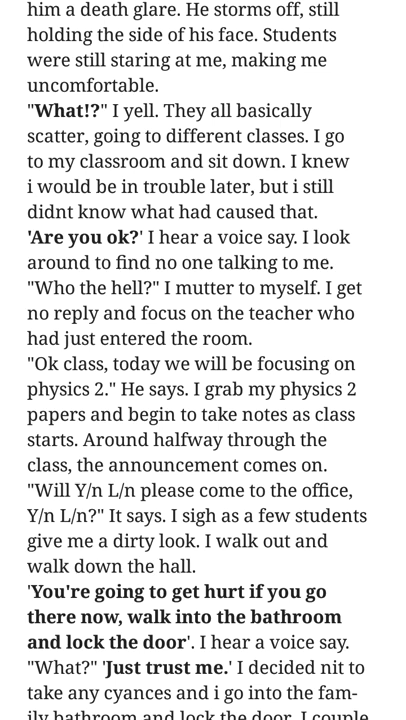 him a death glare. He storms off, still
holding the side of his face. Students
were still staring at me, making me
uncomfortable.
"What!?" I yell. They all basically
scatter, going to different classes. I go
to my classroom and sit down. I knew
i would be in trouble later, but i still
didnt know what had caused that.
'Are you ok?' I hear a voice say. I look
around to find no one talking to me.
"Who the hell?" I mutter to myself. I get
no reply and focus on the teacher who
had just entered the room.
"Ok class, today we will be focusing on
physics 2." He says. I grab my physics 2
papers and begin to take notes as class
starts. Around halfway through the
class, the announcement comes on.
"Will Y/n L/n please come to the office,
Y/n L/n?" It says. I sigh as a few students
give me a dirty look. I walk out and
walk down the hall.
'You're going to get hurt if you go
there now, walk into the bathroom
and lock the door'. I hear a voice say.
"What?" 'Just trust me.' I decided nit to
take any cyances and i go into the fam-
ily bathroom and lock the door. I couple